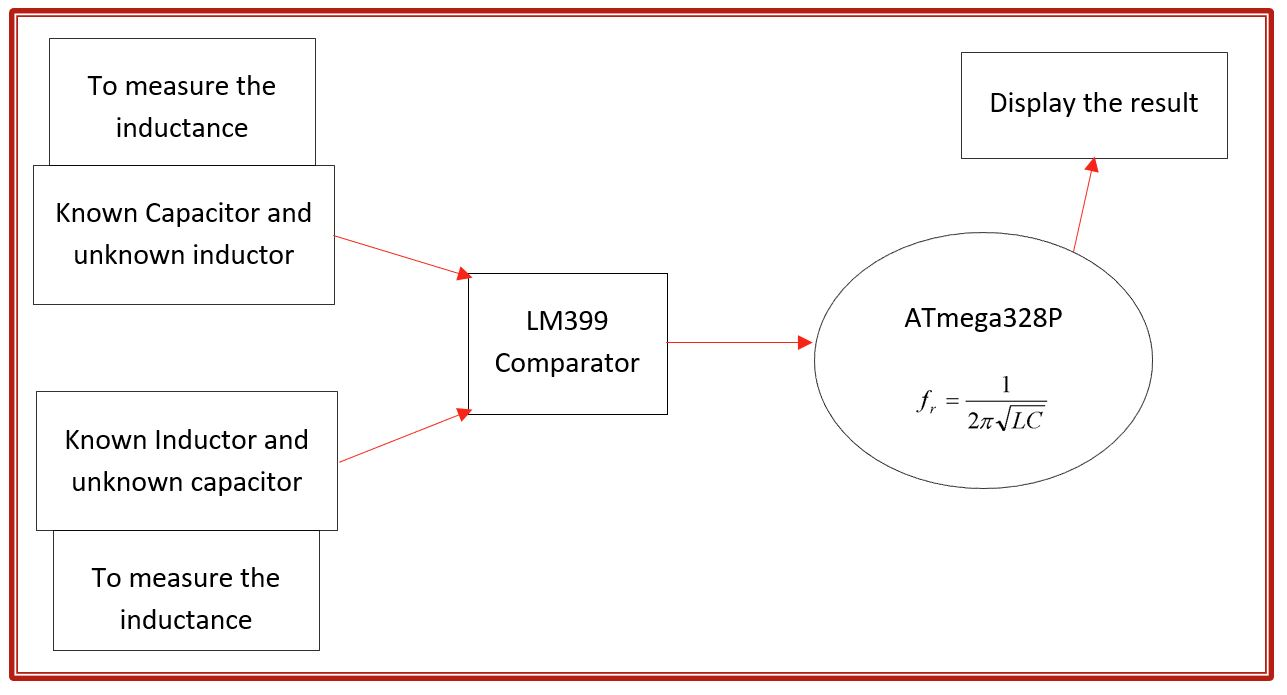 To measure the
inductance
Known Capacitor and
unknown inductor
Known Inductor and
unknown capacitor
To measure the
inductance
LM399
Comparator
ATmega328P
f_r = 1 / 2π√LC
Display the result